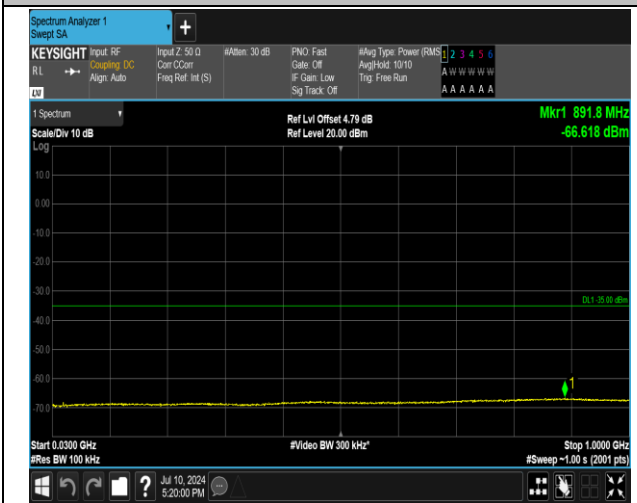 Spectrum Analyzer 1
Swept SA
+
KEYSIGHT Input: RF Input Z: 50 Ω #Atten: 30 dB PNO: Fast #Avg Type: Power (RMS 1 2 3 4 5 6
RL Coupling: DC Corr CCorr Gate: Off Avg|Hold: 10/10 A W W W W W
Align: Auto Freq Ref: Int (S) IF Gain: Low Trig: Free Run
LXI Sig Track: Off A A A A A A
1 Spectrum Ref Lvl Offset 4.79 dB Mkr1 891.8 MHz
Scale/Div 10 dB Ref Level 20.00 dBm -66.618 dBm
Log
10.0
0.00
-10.0
-20.0
-30.0
DL1 -35.00 dBm
-40.0
-50.0
-60.0
1
-70.0
Start 0.0300 GHz #Video BW 300 kHz* Stop 1.0000 GHz
#Res BW 100 kHz #Sweep ~1.00 s (2001 pts)
? Jul 10, 2024
5:20:00 PM